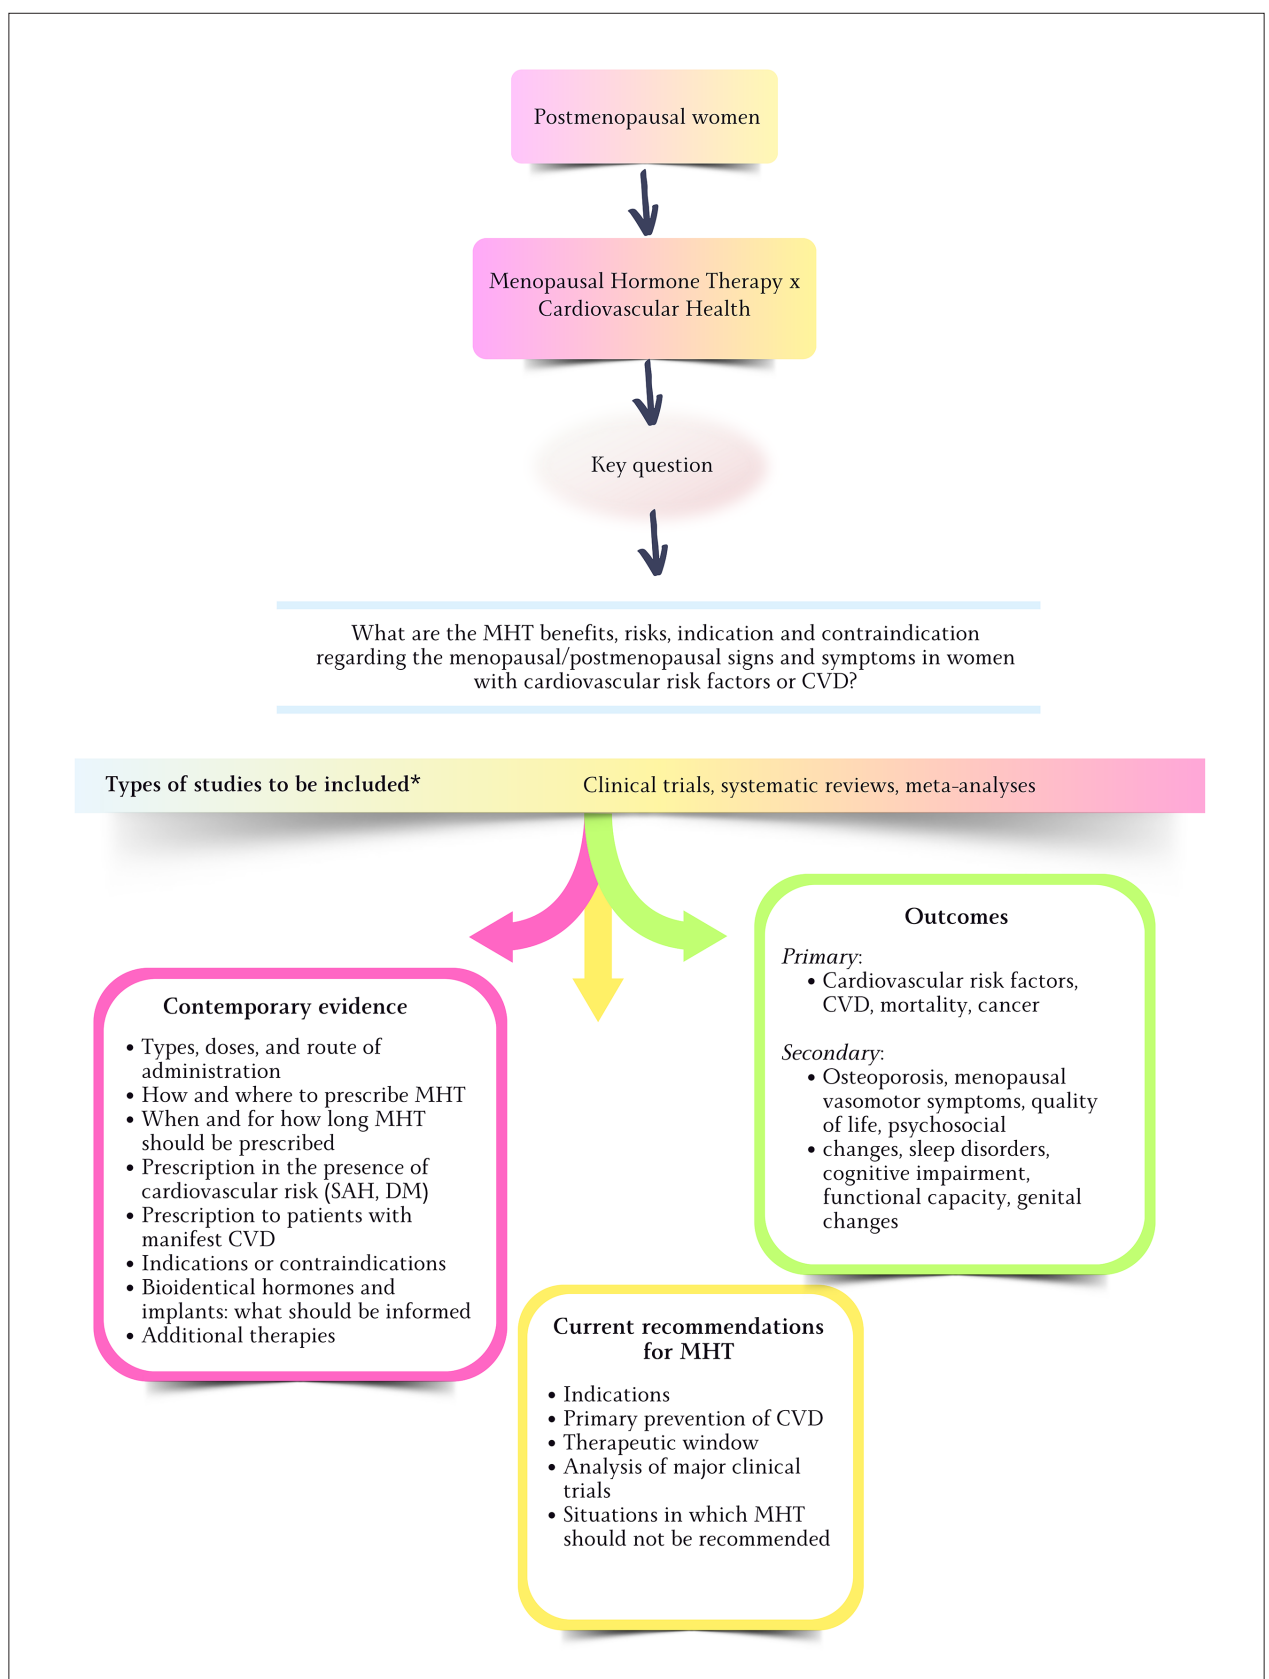 Postmenopausal women
Menopausal Hormone Therapy x
Cardiovascular Health
Key question
What are the MHT benefits, risks, indication and contraindication
regarding the menopausal/postmenopausal signs and symptoms in women
with cardiovascular risk factors or CVD?
Types of studies to be included* Clinical trials, systematic reviews, meta-analyses
Contemporary evidence
• Types, doses, and route of
administration
• How and where to prescribe MHT
• When and for how long MHT
should be prescribed
• Prescription in the presence of
cardiovascular risk (SAH, DM)
• Prescription to patients with
manifest CVD
• Indications or contraindications
• Bioidentical hormones and
implants: what should be informed
• Additional therapies
Current recommendations
for MHT
• Indications
• Primary prevention of CVD
• Therapeutic window
• Analysis of major clinical
trials
• Situations in which MHT
should not be recommended
Outcomes
Primary:
• Cardiovascular risk factors,
CVD, mortality, cancer
Secondary:
• Osteoporosis, menopausal
vasomotor symptoms, quality
of life, psychosocial
• changes, sleep disorders,
cognitive impairment,
functional capacity, genital
changes